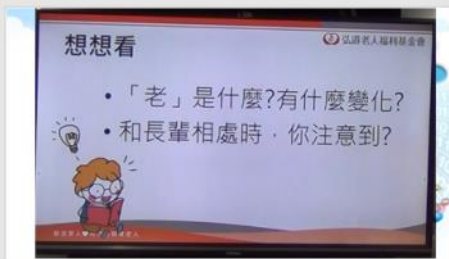 想想看
弘道老人福利基金會
•「老」是什麼?有什麼變化?
•和長輩相處時，你注意到?